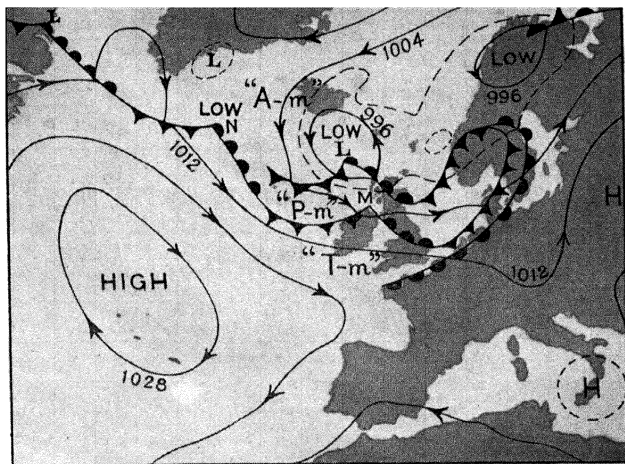 L
L
1004
LOW
"A-m"
LOW
N
996
996
LOW
L
1012
"P-m"
M
H
"T-m"
1012
HIGH
1028
H